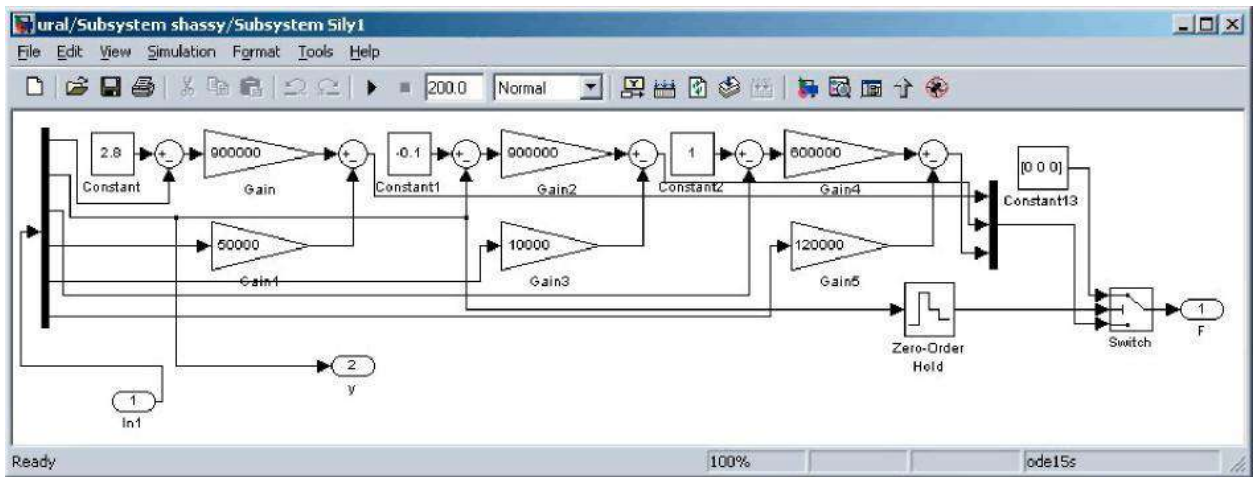 ural/Subsystem shassy/Subsystem Sily1
File Edit View Simulation Format Tools Help
200.0 Normal
2.8 + - 900000 + - -0.1 + - 900000 + - 1 + - 600000 + - [0 0 0]
Constant Gain Constant1 Gain2 Constant2 Gain4 Constant13
50000 10000 120000
Gain1 Gain3 Gain5
Zero-Order
Hold
Switch
1
F
2
y
1
In1
Ready 100% ode15s